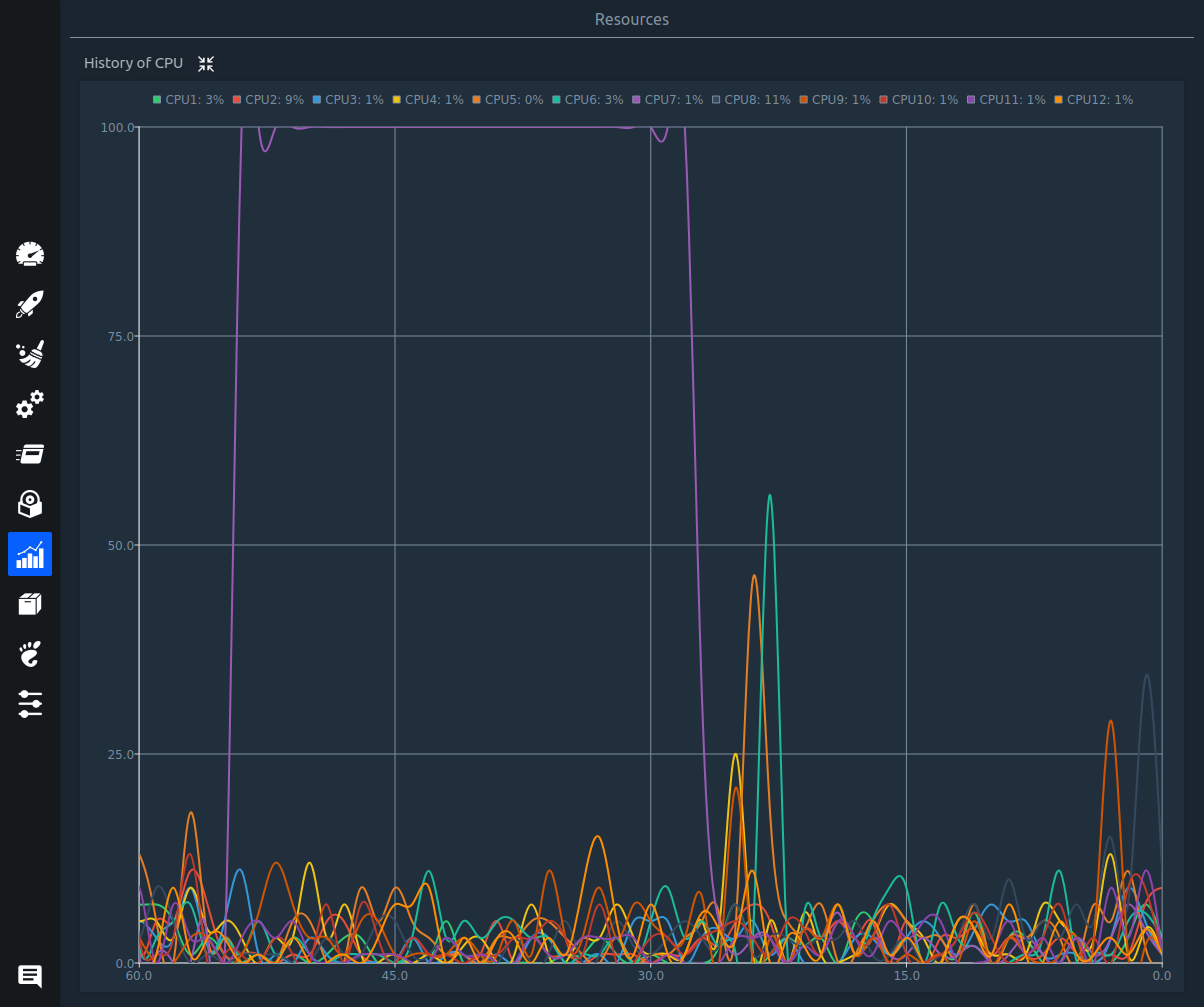 Resources
History of CPU
CPU1: 3% CPU2: 9% CPU3: 1% CPU4: 1% CPU5: 0% CPU6: 3% CPU7: 1% CPU8: 11% CPU9: 1% CPU10: 1% CPU11: 1% CPU12: 1%
100.0
75.0
50.0
25.0
0.0
60.0 45.0 30.0 15.0 0.0